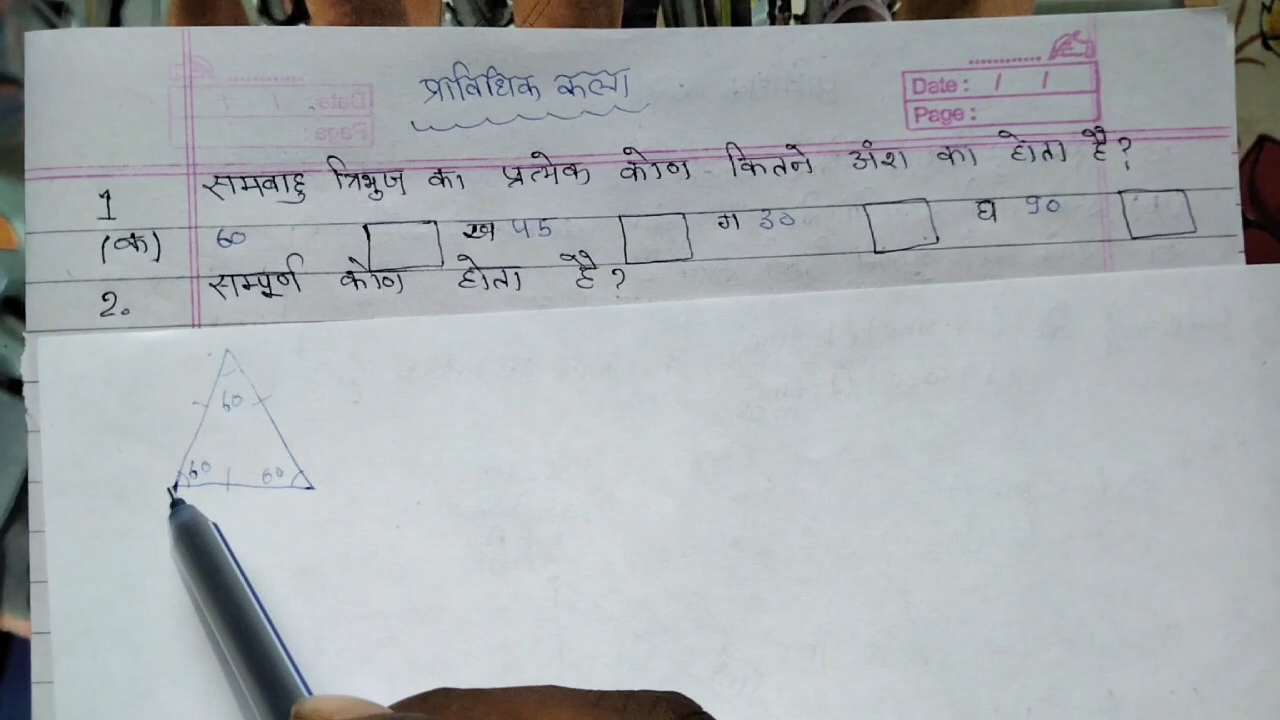 प्राविधिक कला
Date: / /
Page:
1 समबाहु त्रिभुज का प्रत्येक कोण कितने अंश का होता है?
(क) 60 ख 45 ग 30 घ 90
2. सम्पूर्ण कोण होता है?
60
60 60